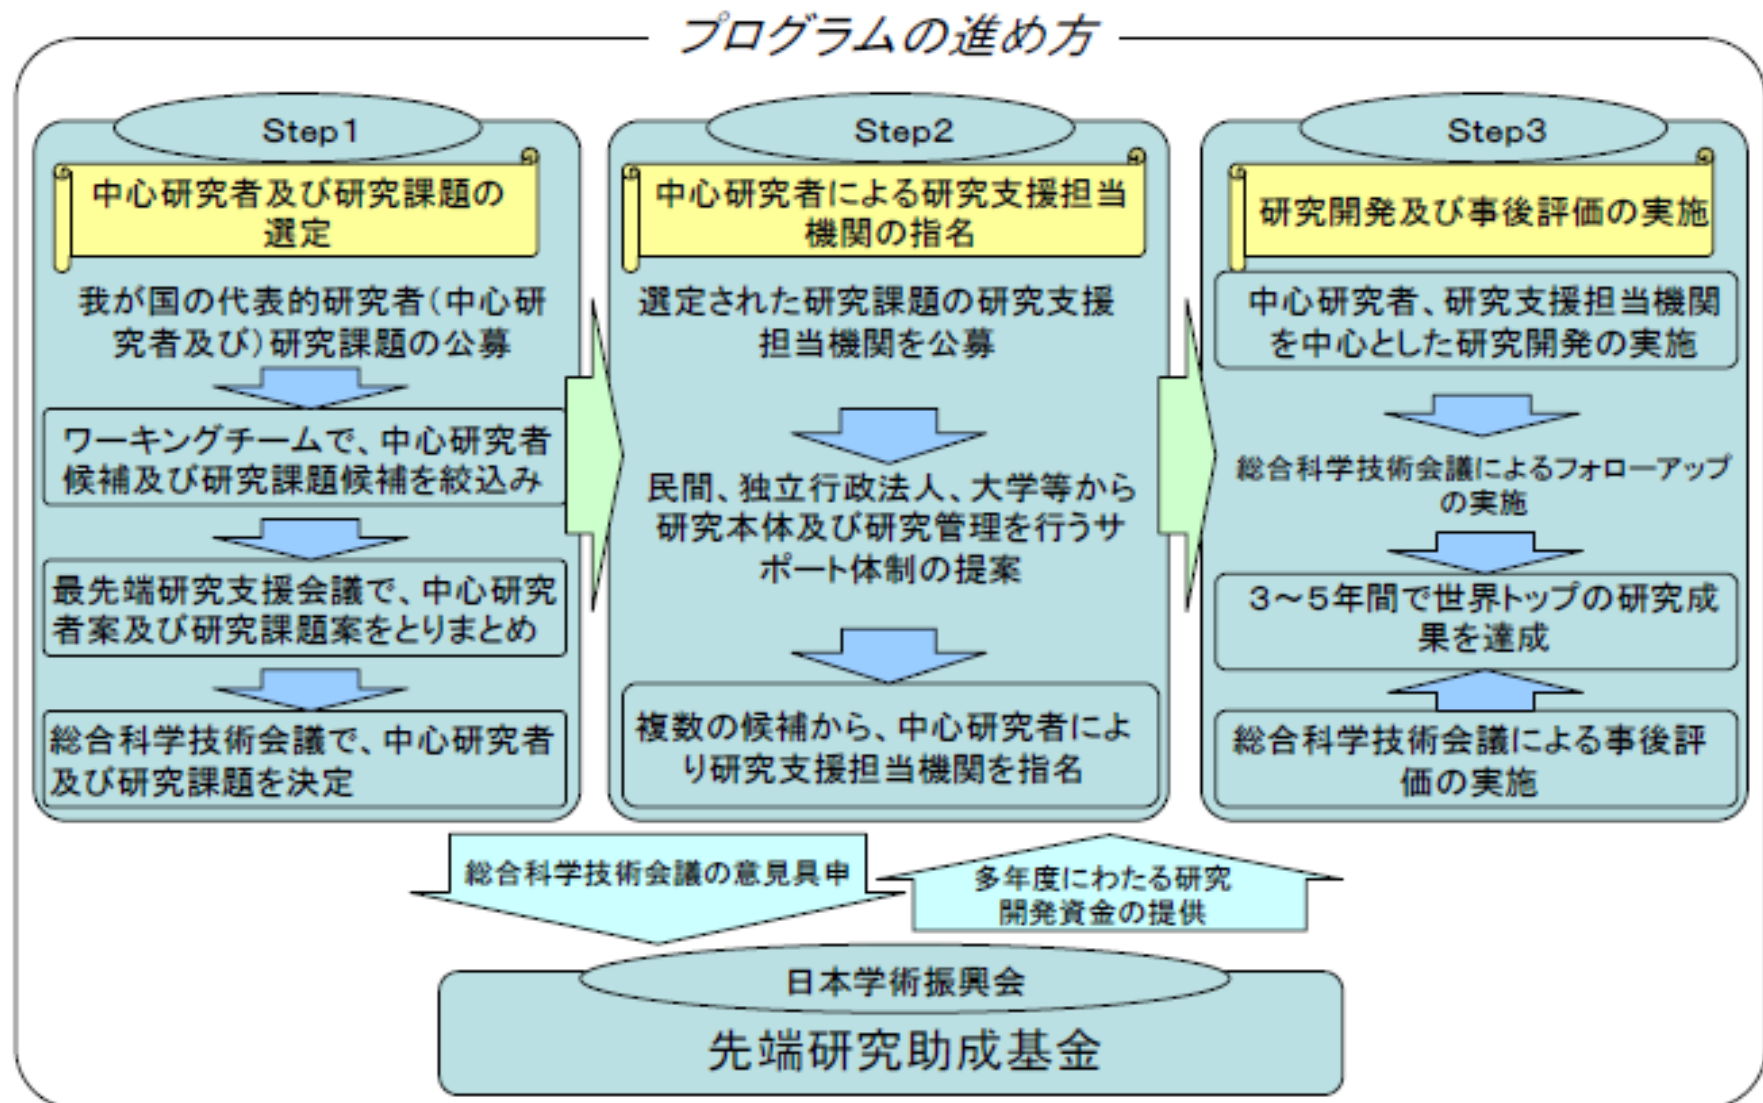 プログラムの進め方
Step1
中心研究者及び研究課題の
選定
我が国の代表的研究者(中心研
究者及び)研究課題の公募
ワーキングチームで、中心研究者
候補及び研究課題候補を絞込み
最先端研究支援会議で、中心研究
者案及び研究課題案をとりまとめ
総合科学技術会議で、中心研究者
及び研究課題を決定
Step2
中心研究者による研究支援担当
機関の指名
選定された研究課題の研究支援
担当機関を公募
民間、独立行政法人、大学等から
研究本体及び研究管理を行うサ
ポート体制の提案
複数の候補から、中心研究者によ
り研究支援担当機関を指名
Step3
研究開発及び事後評価の実施
中心研究者、研究支援担当機関
を中心とした研究開発の実施
総合科学技術会議によるフォローアップ
の実施
3～5年間で世界トップの研究成
果を達成
総合科学技術会議による事後評
価の実施
総合科学技術会議の意見具申
多年度にわたる研究
開発資金の提供
日本学術振興会
先端研究助成基金